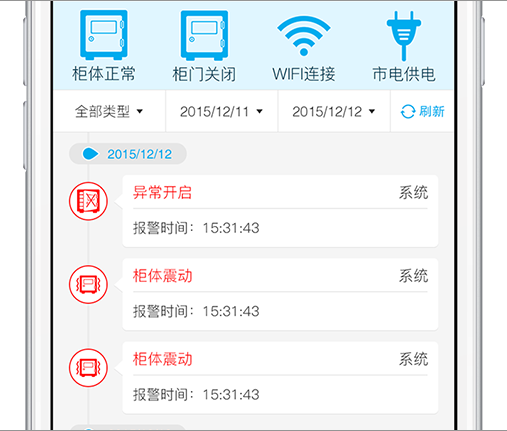 柜体正常 柜门关闭 WIFI连接 市电供电
全部类型 2015/12/11 2015/12/12 刷新
2015/12/12
异常开启 系统
报警时间：15:31:43
柜体震动 系统
报警时间：15:31:43
柜体震动 系统
报警时间：15:31:43